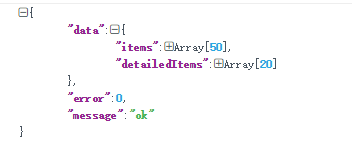 {
"data":{
"items":Array[50],
"detailedItems":Array[20]
},
"error":0,
"message":"ok"
}